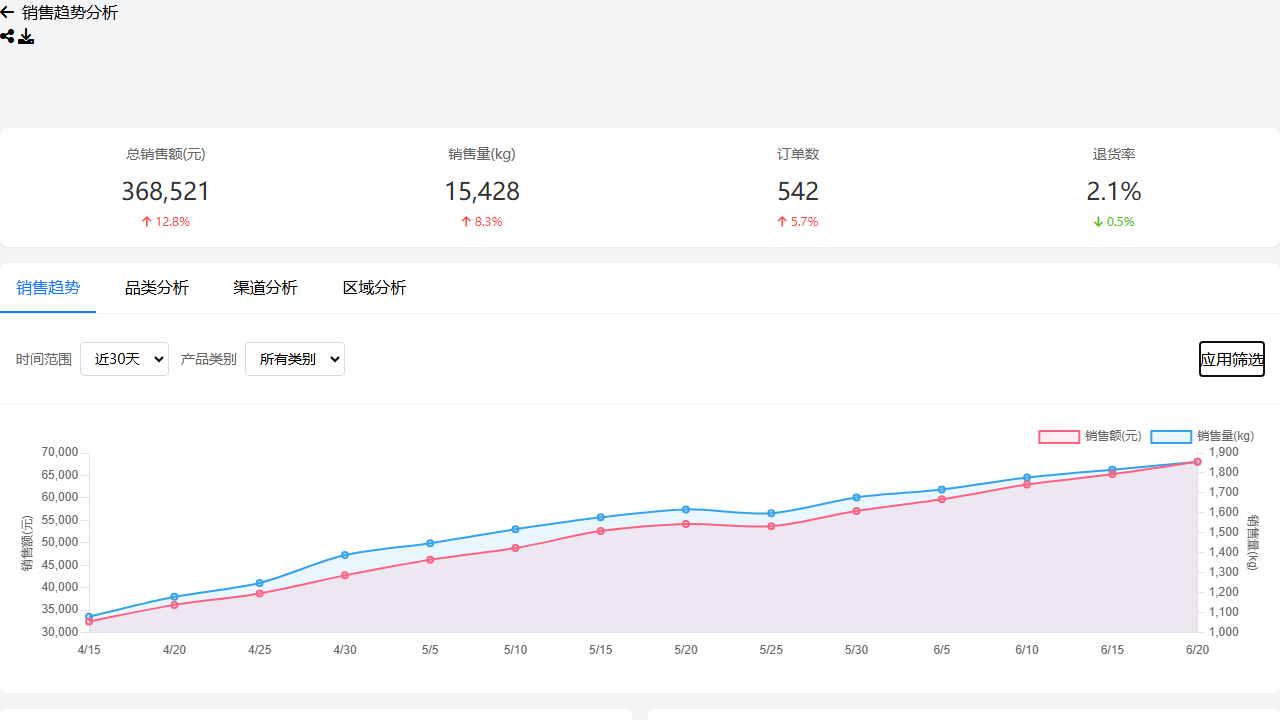 销售趋势分析
总销售额(元) 销售量(kg) 订单数 退货率
368,521 15,428 542 2.1%
12.8% 8.3% 5.7% 0.5%
销售趋势 品类分析 渠道分析 区域分析
时间范围 近30天 产品类别 所有类别 应用筛选
销售额(元) 销售量(kg)
70,000 1,900
65,000 1,800
60,000 1,700
55,000 1,600
50,000 1,500
45,000 1,400
40,000 1,300
35,000 1,200
30,000 1,100
1,000
销售额(元)
销售量(kg)
4/15 4/20 4/25 4/30 5/5 5/10 5/15 5/20 5/25 5/30 6/5 6/10 6/15 6/20